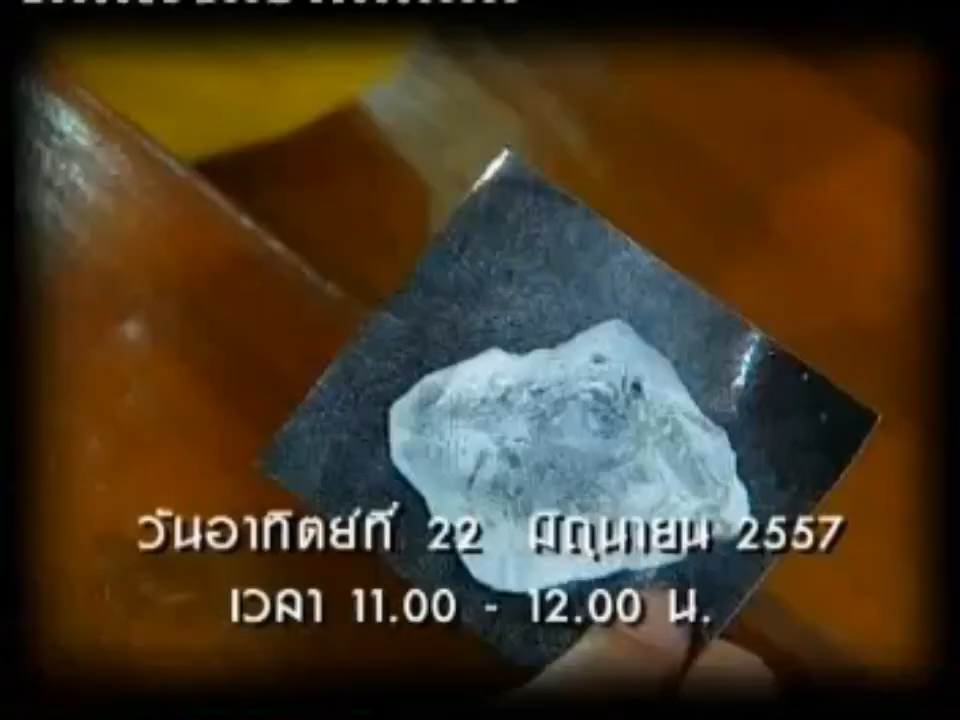 วันอาทิตย์ที่ 22 มิถุนายน 2557
เวลา 11.00 - 12.00 น.